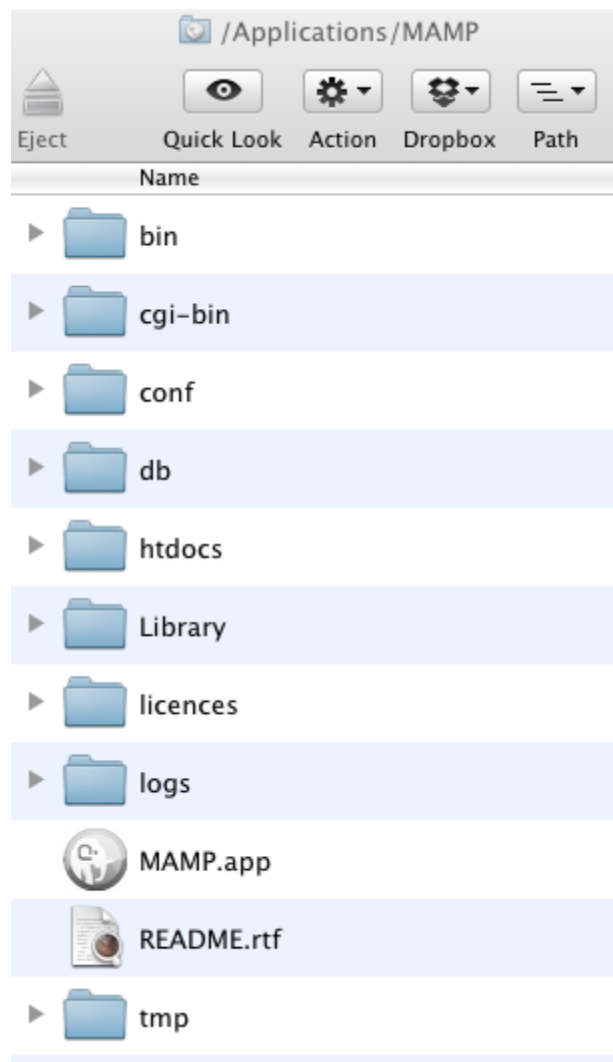 /Applications/MAMP
Eject Quick Look Action Dropbox Path
Name
bin
cgi-bin
conf
db
htdocs
Library
licences
logs
MAMP.app
README.rtf
tmp